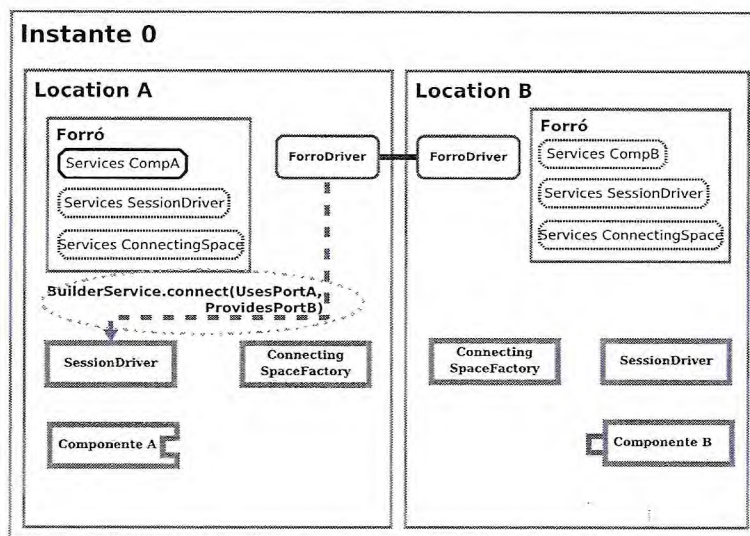 Instante 0
Location A
Forró
Services CompA
Services SessionDriver
Services ConnectingSpace
ForroDriver
BuilderService.connect(UsesPortA,
ProvidesPortB)
SessionDriver
Connecting
SpaceFactory
Componente A
Location B
ForroDriver
Forró
Services CompB
Services SessionDriver
Services ConnectingSpace
Connecting
SpaceFactory
SessionDriver
Componente B